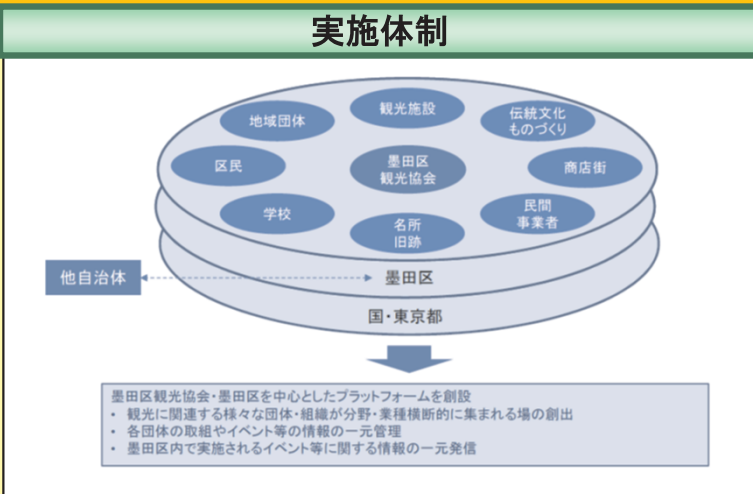 実施体制
地域団体
観光施設
伝統文化
ものづくり
区民
墨田区
観光協会
商店街
学校
名所
旧跡
民間
事業者
他自治体
墨田区
国・東京都
墨田区観光協会・墨田区を中心としたプラットフォームを創設
・ 観光に関連する様々な団体・組織が分野・業種横断的に集まれる場の創出
・ 各団体の取組やイベント等の情報の一元管理
・ 墨田区内で実施されるイベント等に関する情報の一元発信